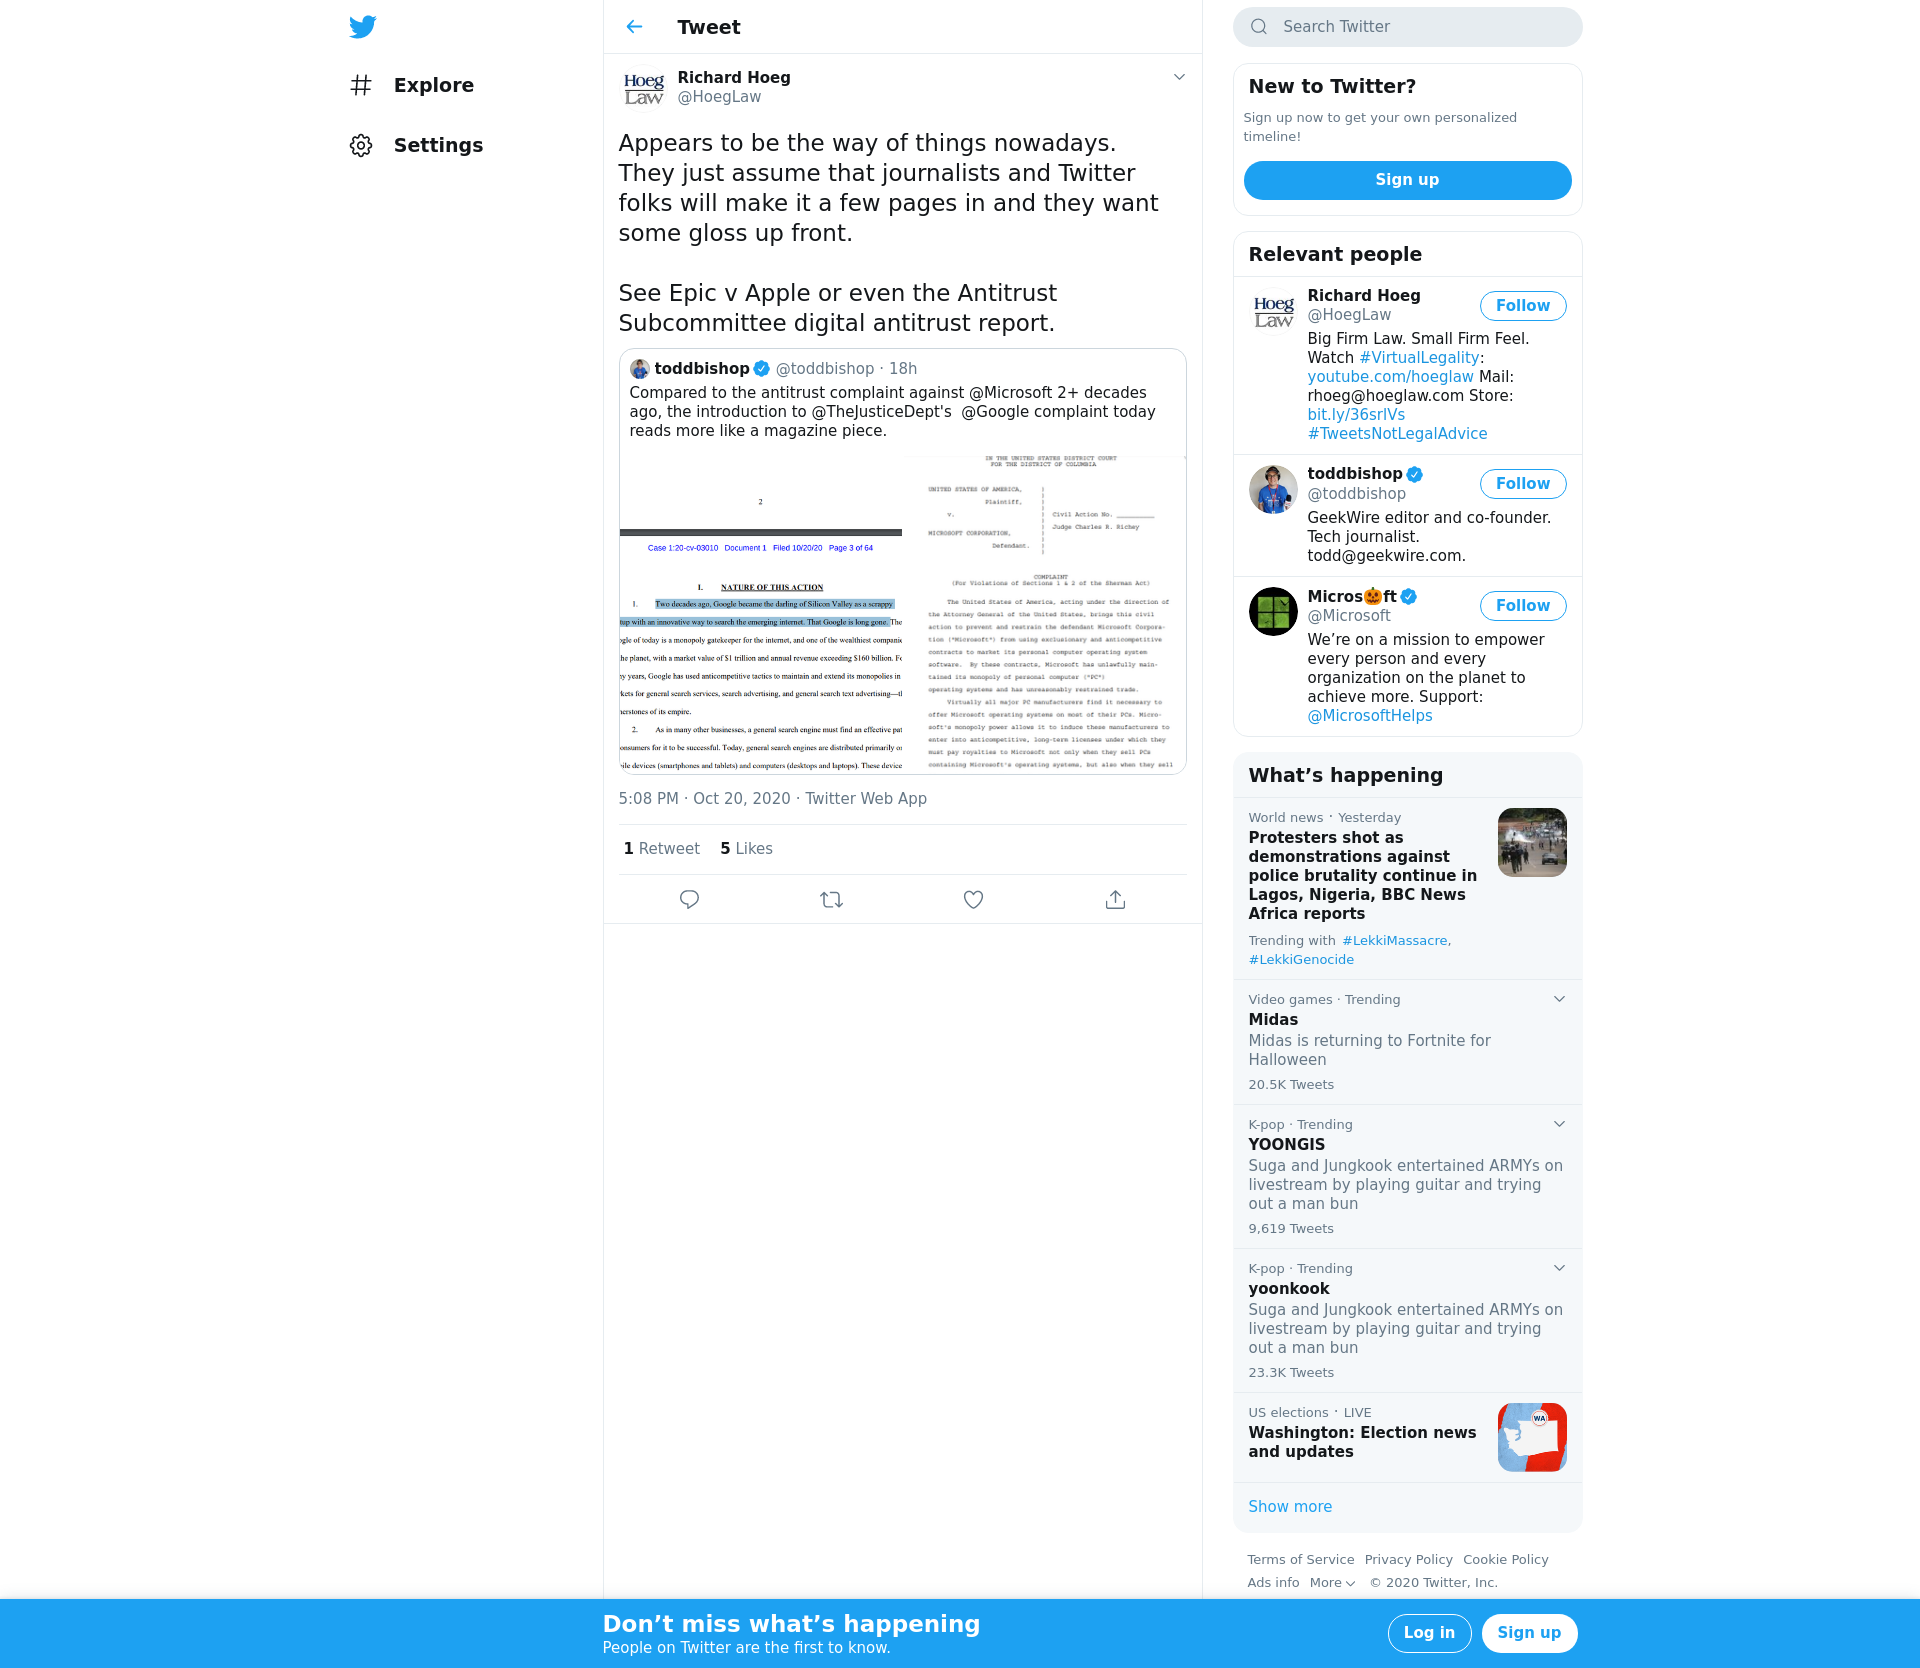 Explore
Settings
Tweet
Hoeg
Law
Richard Hoeg
@HoegLaw
Appears to be the way of things nowadays.
They just assume that journalists and Twitter
folks will make it a few pages in and they want
some gloss up front.
See Epic v Apple or even the Antitrust
Subcommittee digital antitrust report.
toddbishop @toddbishop · 18h
Compared to the antitrust complaint against @Microsoft 2+ decades
ago, the introduction to @TheJusticeDept's @Google complaint today
reads more like a magazine piece.
2
Case 1:20-cv-03010 Document 1 Filed 10/20/20 Page 3 of 64
I. NATURE OF THIS ACTION
1. Two decades ago, Google became the darling of Silicon Valley as a scrappy
tup with an innovative way to search the emerging internet. That Google is long gone. The
ogle of today is a monopoly gatekeeper for the internet, and one of the wealthiest companie
he planet, with a market value of $1 trillion and annual revenue exceeding $160 billion. Fo
ny years, Google has used anticompetitive tactics to maintain and extend its monopolies in
kets for general search services, search advertising, and general search text advertising—tl
nerstones of its empire.
2. As in many other businesses, a general search engine must find an effective pat
onsumers for it to be successful. Today, general search engines are distributed primarily o
ile devices (smartphones and tablets) and computers (desktops and laptops). These device
IN THE UNITED STATES DISTRICT COURT
FOR THE DISTRICT OF COLUMBIA
UNITED STATES OF AMERICA,
Plaintiff,
v.
MICROSOFT CORPORATION,
Defendant.
Civil Action No. __________
Judge Charles R. Richey
COMPLAINT
(For Violations of Sections 1 & 2 of the Sherman Act)
The United States of America, acting under the direction of
the Attorney General of the United States, brings this civil
action to prevent and restrain the defendant Microsoft Corpora-
tion ("Microsoft") from using exclusionary and anticompetitive
contracts to market its personal computer operating system
software. By these contracts, Microsoft has unlawfully main-
tained its monopoly of personal computer ("PC")
operating systems and has unreasonably restrained trade.
Virtually all major PC manufacturers find it necessary to
offer Microsoft operating systems on most of their PCs. Micro-
soft's monopoly power allows it to induce these manufacturers to
enter into anticompetitive, long-term licenses under which they
must pay royalties to Microsoft not only when they sell PCs
containing Microsoft's operating systems, but also when they sell
5:08 PM · Oct 20, 2020 · Twitter Web App
1 Retweet 5 Likes
Search Twitter
New to Twitter?
Sign up now to get your own personalized
timeline!
Sign up
Relevant people
Hoeg
Law
Richard Hoeg
@HoegLaw
Follow
Big Firm Law. Small Firm Feel.
Watch #VirtualLegality:
youtube.com/hoeglaw Mail:
rhoeg@hoeglaw.com Store:
bit.ly/36srlVs
#TweetsNotLegalAdvice
toddbishop
@toddbishop
Follow
GeekWire editor and co-founder.
Tech journalist.
todd@geekwire.com.
Micros🎃ft
@Microsoft
Follow
We’re on a mission to empower
every person and every
organization on the planet to
achieve more. Support:
@MicrosoftHelps
What’s happening
World news · Yesterday
Protesters shot as
demonstrations against
police brutality continue in
Lagos, Nigeria, BBC News
Africa reports
Trending with #LekkiMassacre,
#LekkiGenocide
Video games · Trending
Midas
Midas is returning to Fortnite for
Halloween
20.5K Tweets
K-pop · Trending
YOONGIS
Suga and Jungkook entertained ARMYs on
livestream by playing guitar and trying
out a man bun
9,619 Tweets
K-pop · Trending
yoonkook
Suga and Jungkook entertained ARMYs on
livestream by playing guitar and trying
out a man bun
23.3K Tweets
US elections · LIVE
Washington: Election news
and updates
WA
Show more
Terms of Service Privacy Policy Cookie Policy
Ads info More © 2020 Twitter, Inc.
Don’t miss what’s happening
People on Twitter are the first to know.
Log in
Sign up